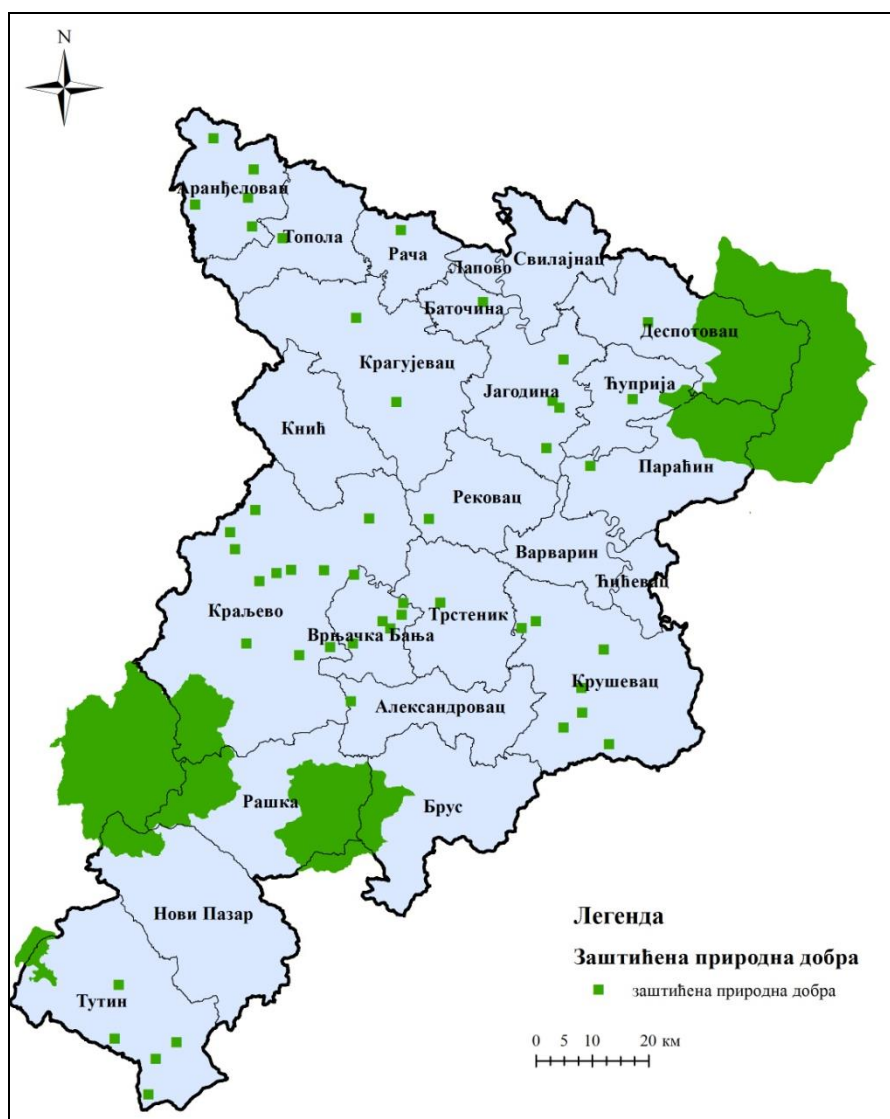 N
Аранђеловац
Топола
Рача
Лапово
Свилајнац
Баточина
Деспотовац
Крагујевац
Јагодина
Ћуприја
Кнић
Параћин
Рековац
Варварин
Ћићевац
Краљево
Врњачка Бања
Трстеник
Крушевац
Александровац
Рашка
Брус
Нови Пазар
Тутин
Легенда
Заштићена природна добра
заштићена природна добра
0 5 10 20 км